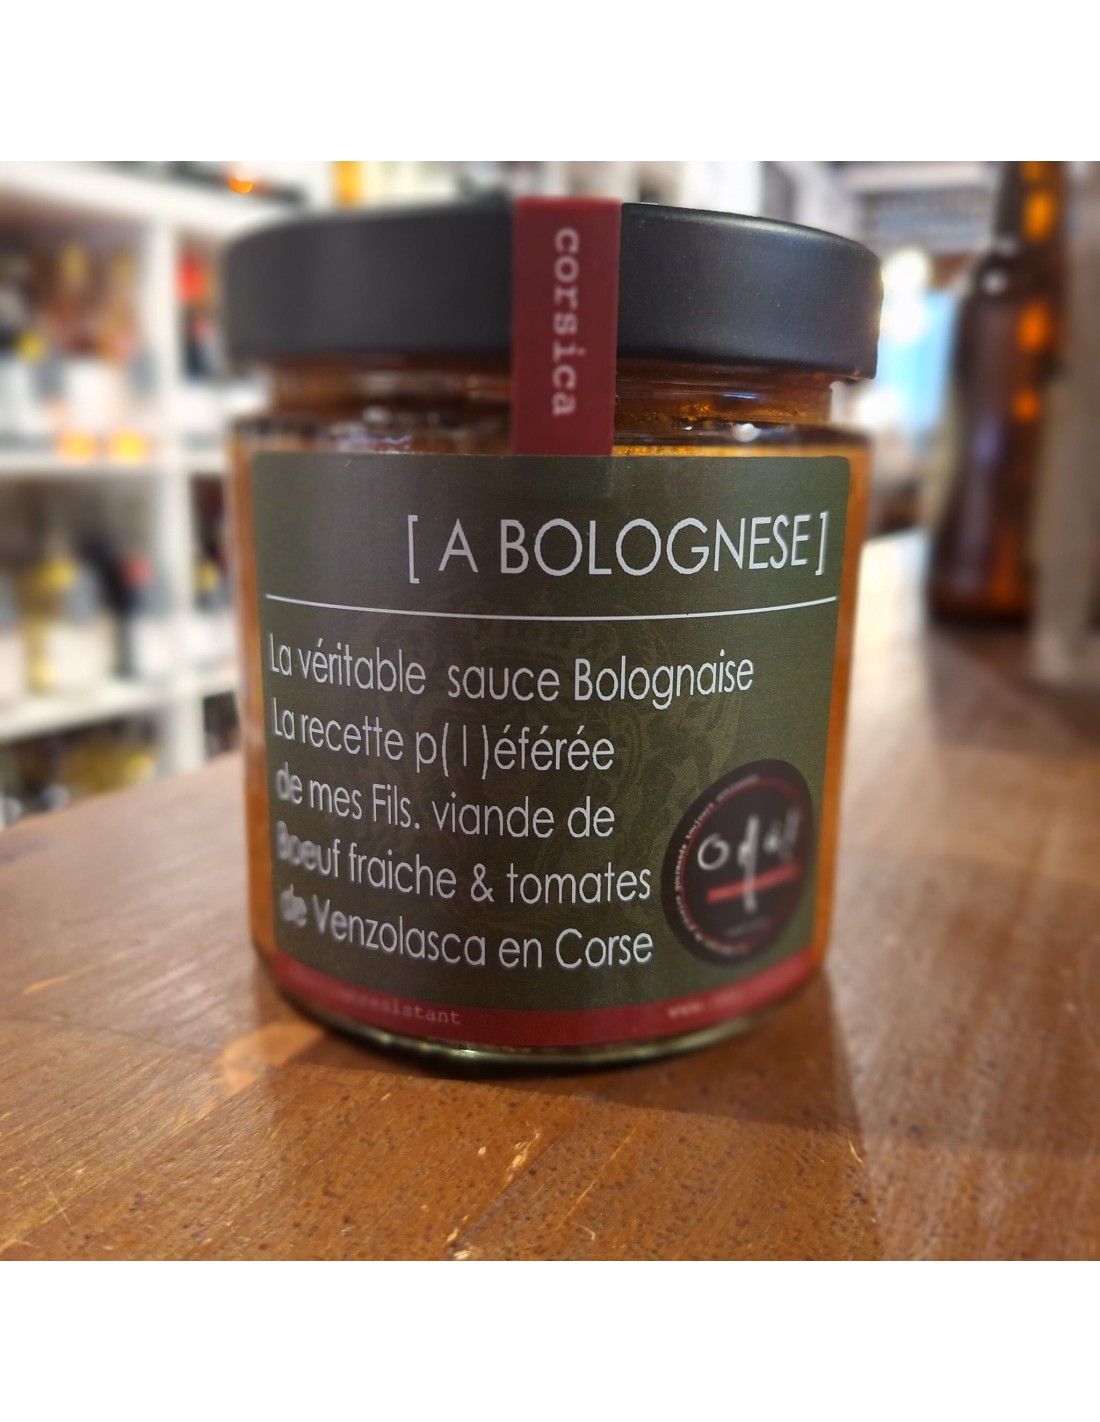 corsica
[ A BOLOGNESE ]
La véritable sauce Bolognaise
La recette p( l )éférée
de mes Fils. viande de
Boeuf fraiche & tomates
de Venzolasca en Corse